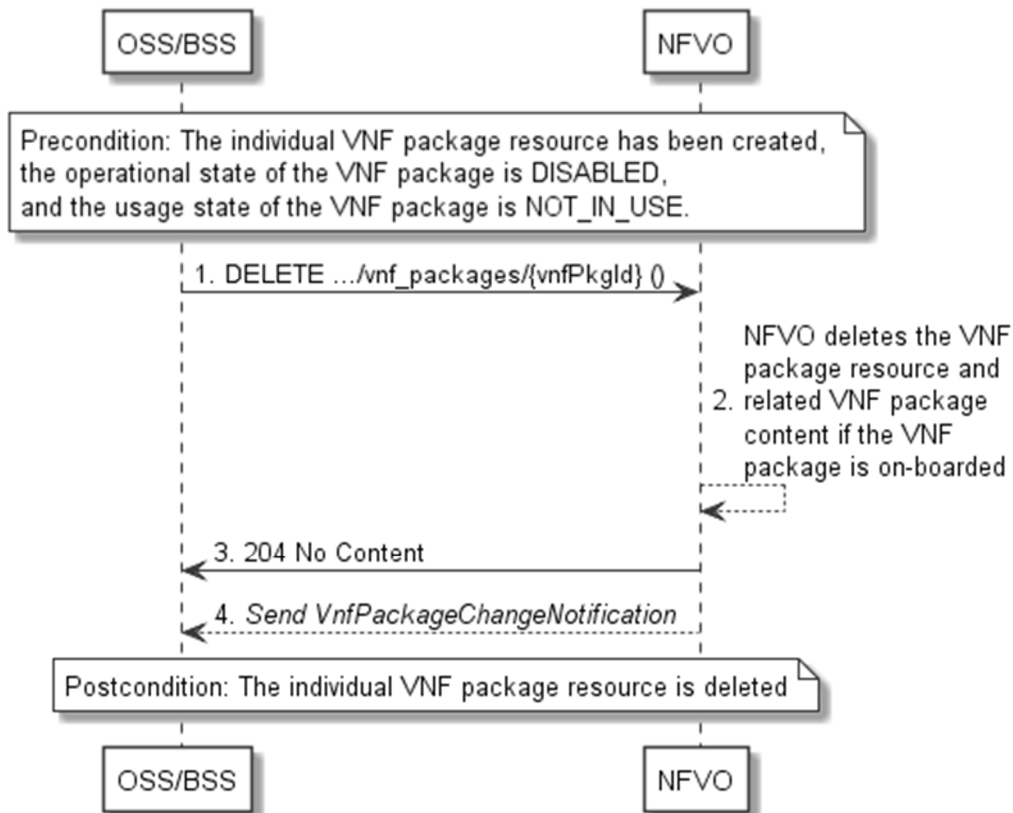 OSS/BSS
NFVO
Precondition: The individual VNF package resource has been created,
the operational state of the VNF package is DISABLED,
and the usage state of the VNF package is NOT_IN_USE.
1. DELETE .../vnf_packages/{vnfPkgId} ()
NFVO deletes the VNF
package resource and
2. related VNF package
content if the VNF
package is on-boarded
3. 204 No Content
4. Send VnfPackageChangeNotification
Postcondition: The individual VNF package resource is deleted
OSS/BSS
NFVO